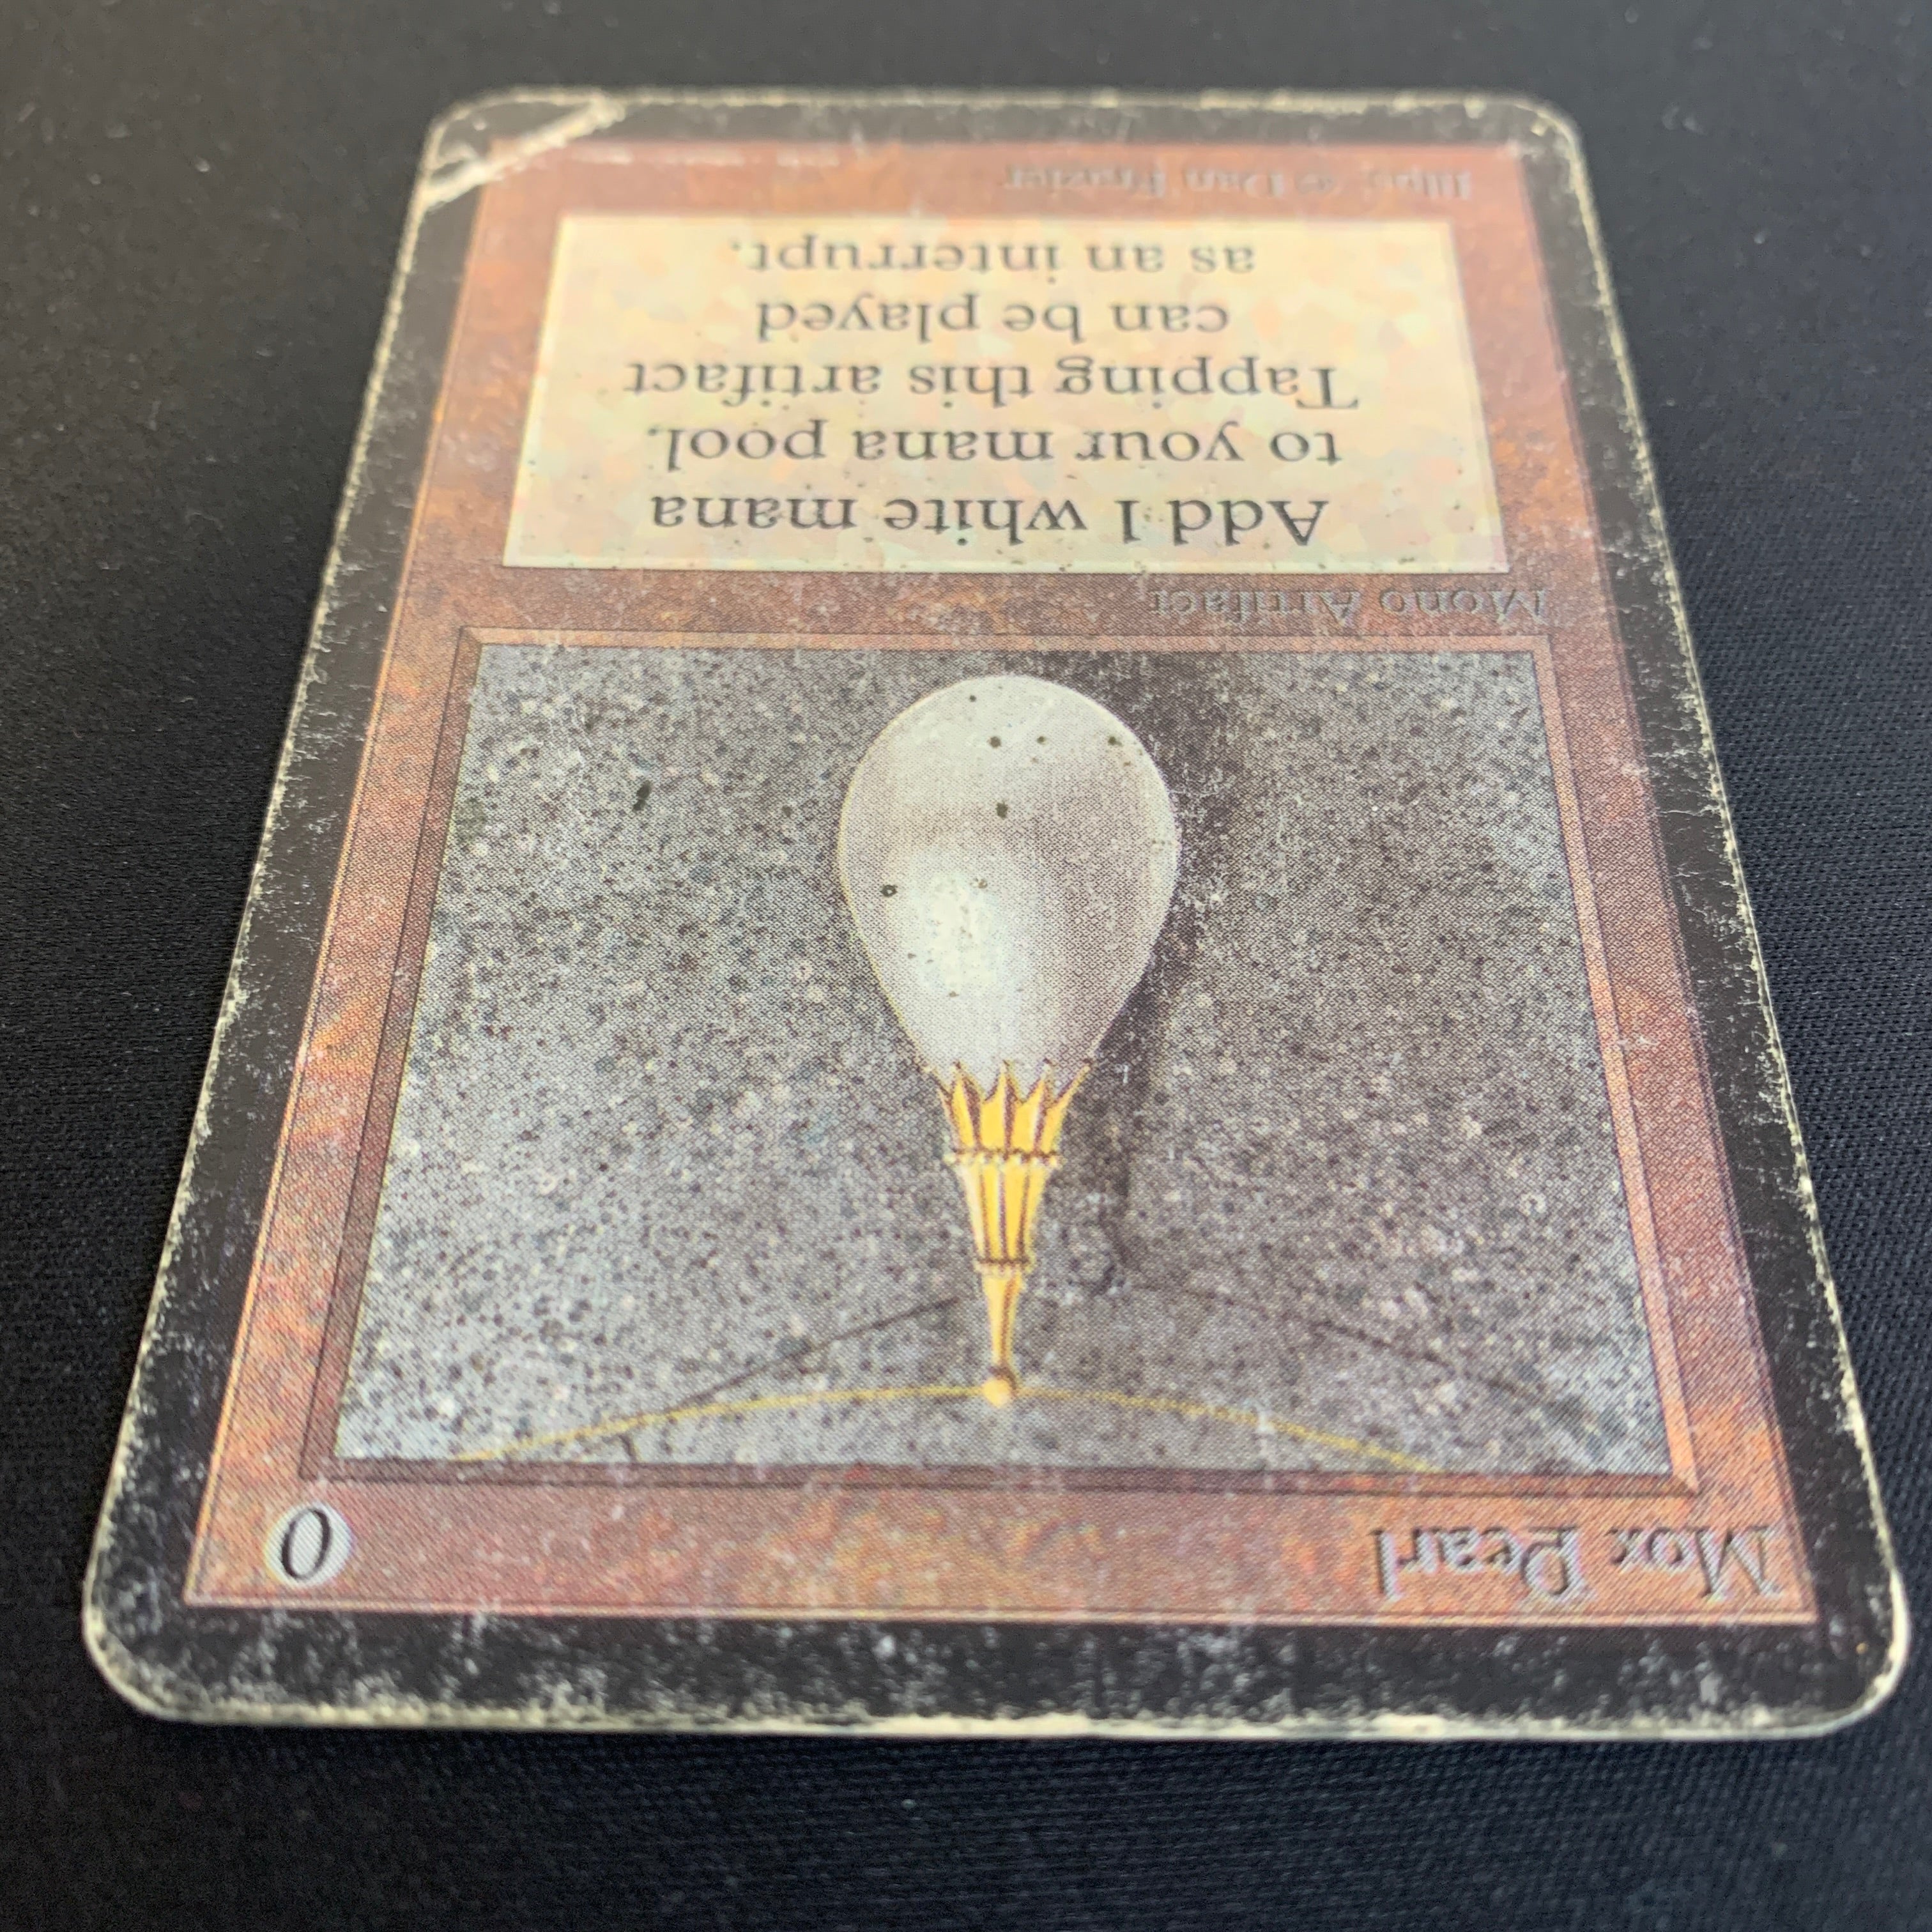 Mox Pearl
0
Mono Artifact
Add 1 white mana
to your mana pool.
Tapping this artifact
can be played
as an interrupt.
Illus. © Dan Frazier